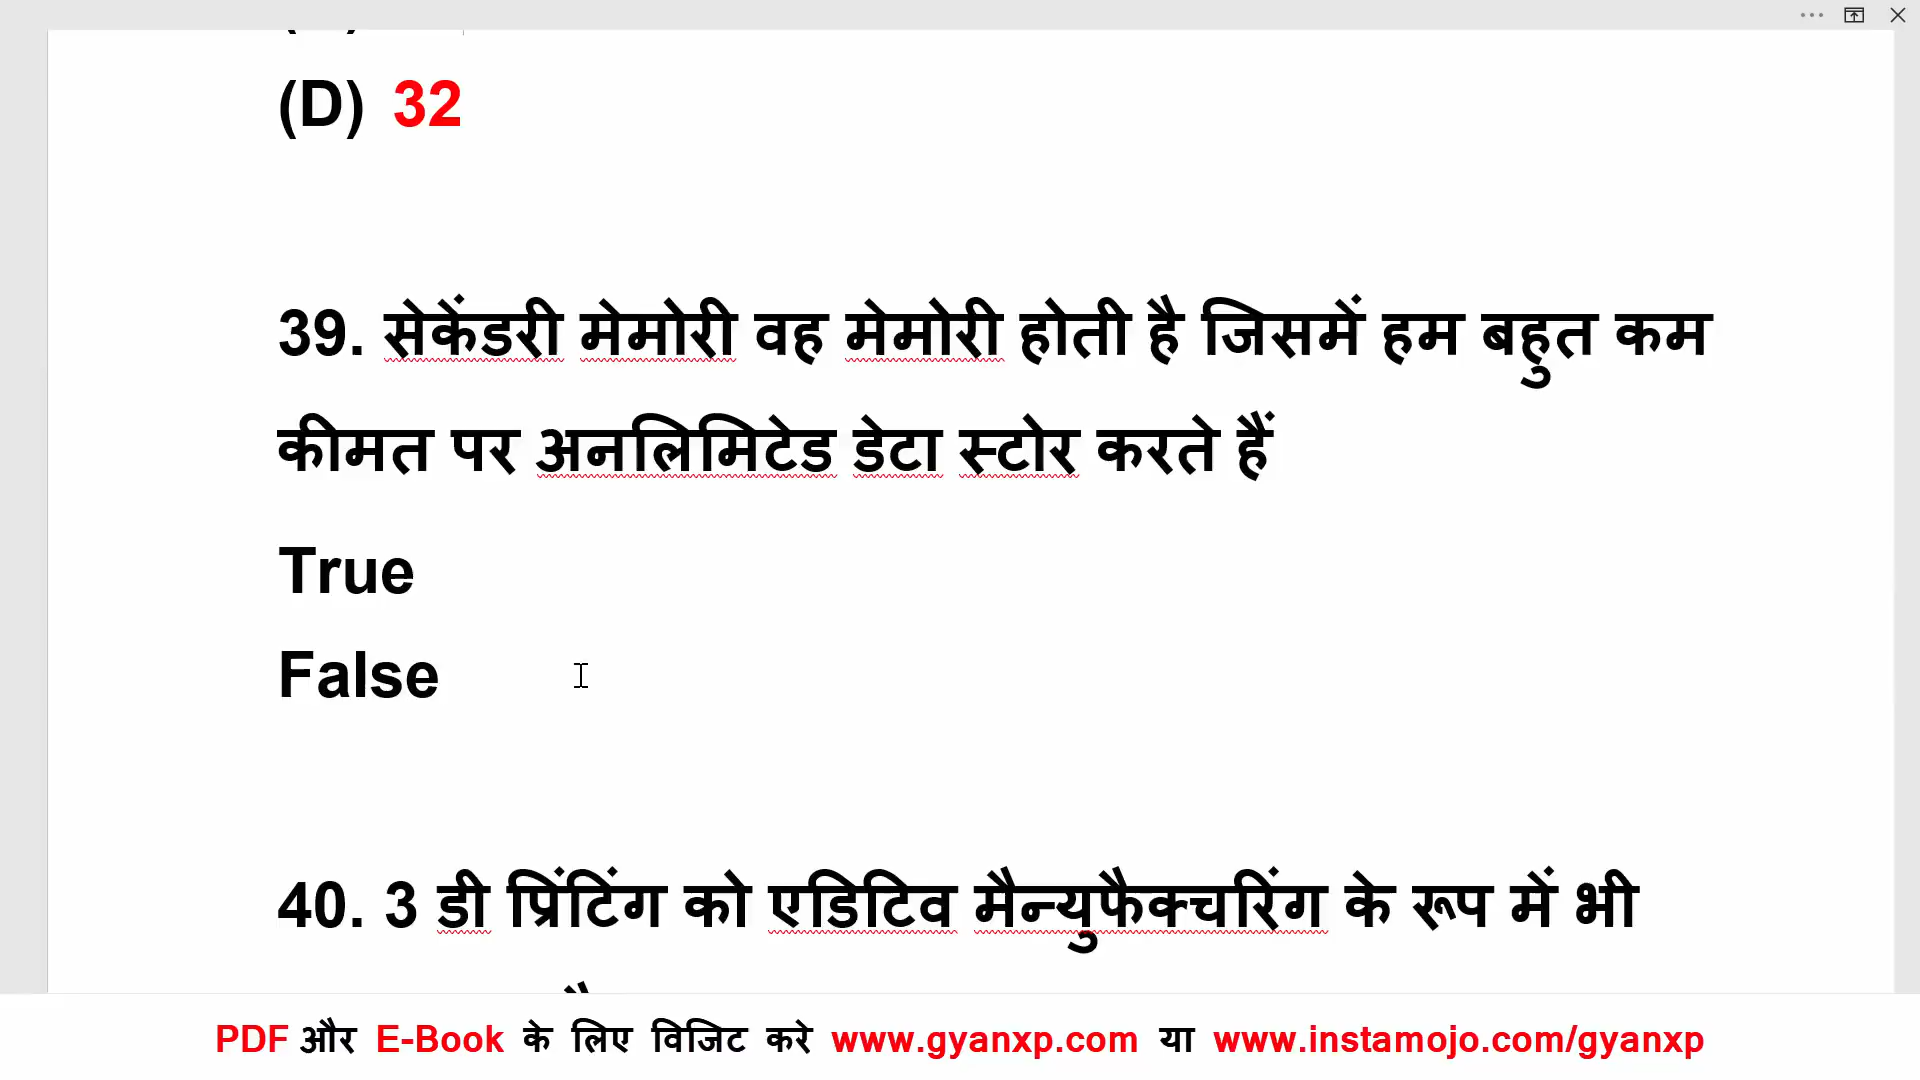 (D) 32
39. सेकेंडरी मेमोरी वह मेमोरी होती है जिसमें हम बहुत कम
कीमत पर अनलिमिटेड डेटा स्टोर करते हैं
True
False
40. 3 डी प्रिंटिंग को एडिटिव मैन्युफैक्चरिंग के रूप में भी
PDF और E-Book के लिए विजिट करे www.gyanxp.com या www.instamojo.com/gyanxp